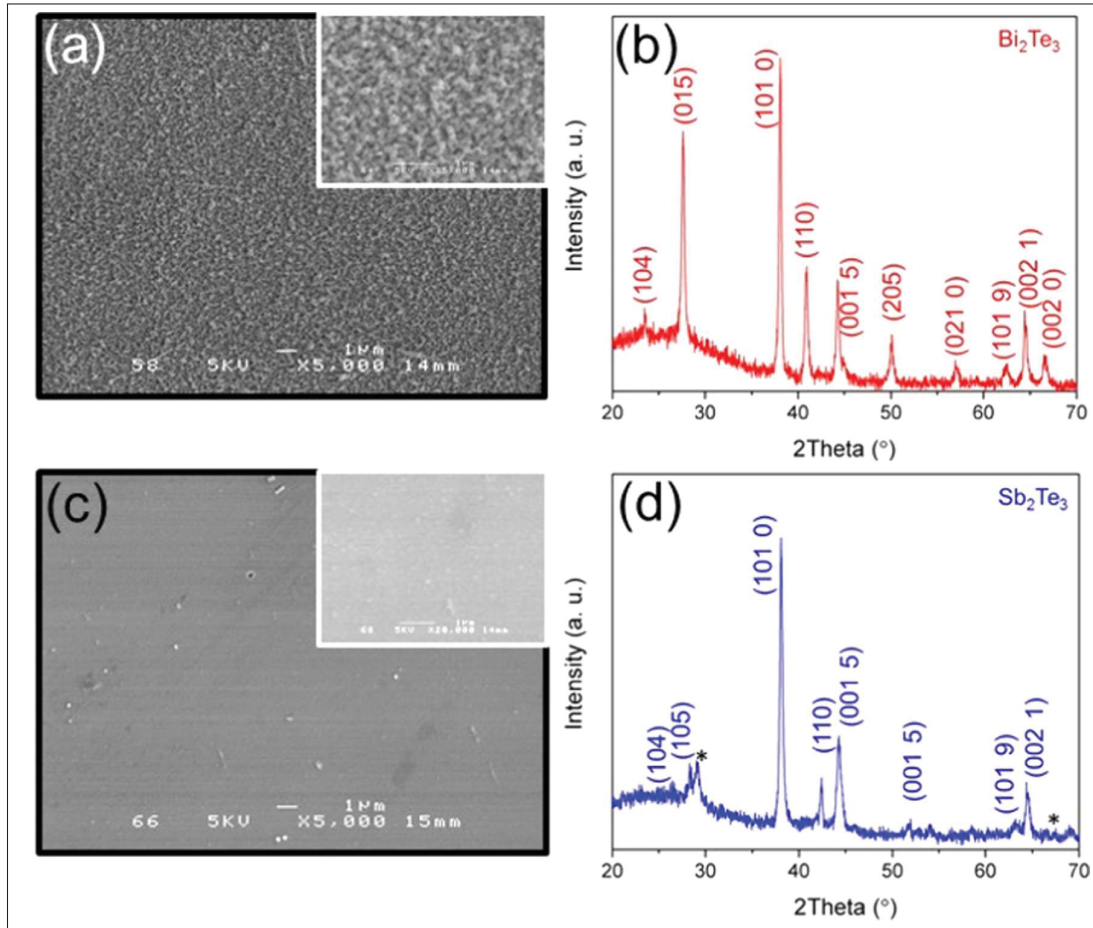 (a)
58 5KV X5,000 1µm 14mm
(b)
Bi₂Te₃
Intensity (a. u.)
(104)
(015)
(101 0)
(110)
(001 5)
(205)
(021 0)
(101 9)
(002 1)
(002 0)
20 30 40 50 60 70
2Theta (°)
(c)
66 5KV X20,000 1µm 14mm
66 5KV X5,000 1µm 15mm
(d)
Sb₂Te₃
Intensity (a. u.)
(104)
(105)
*
(101 0)
(110)
(001 5)
(001 5)
(101 9)
(002 1)
*
20 30 40 50 60 70
2Theta (°)